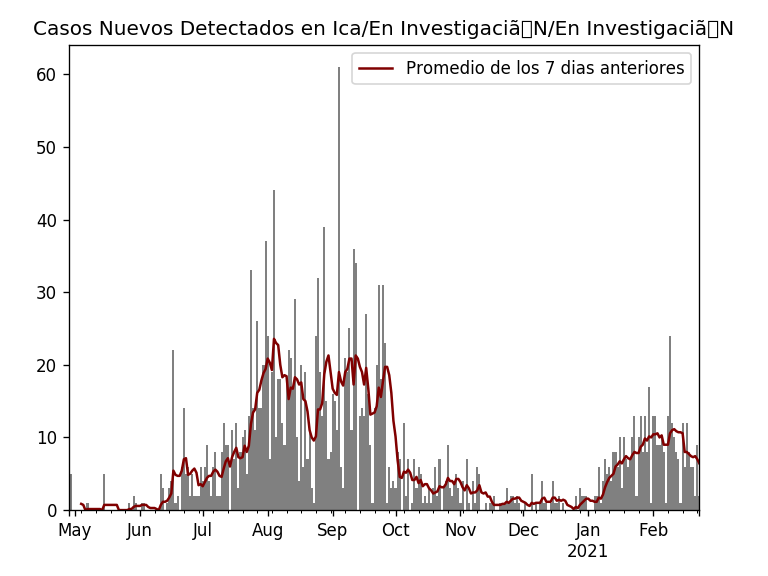 Casos Nuevos Detectados en Ica/En Investigaciã▯N/En Investigaciã▯N
Promedio de los 7 dias anteriores
60
50
40
30
20
10
0
May Jun Jul Aug Sep Oct Nov Dec Jan Feb
2021